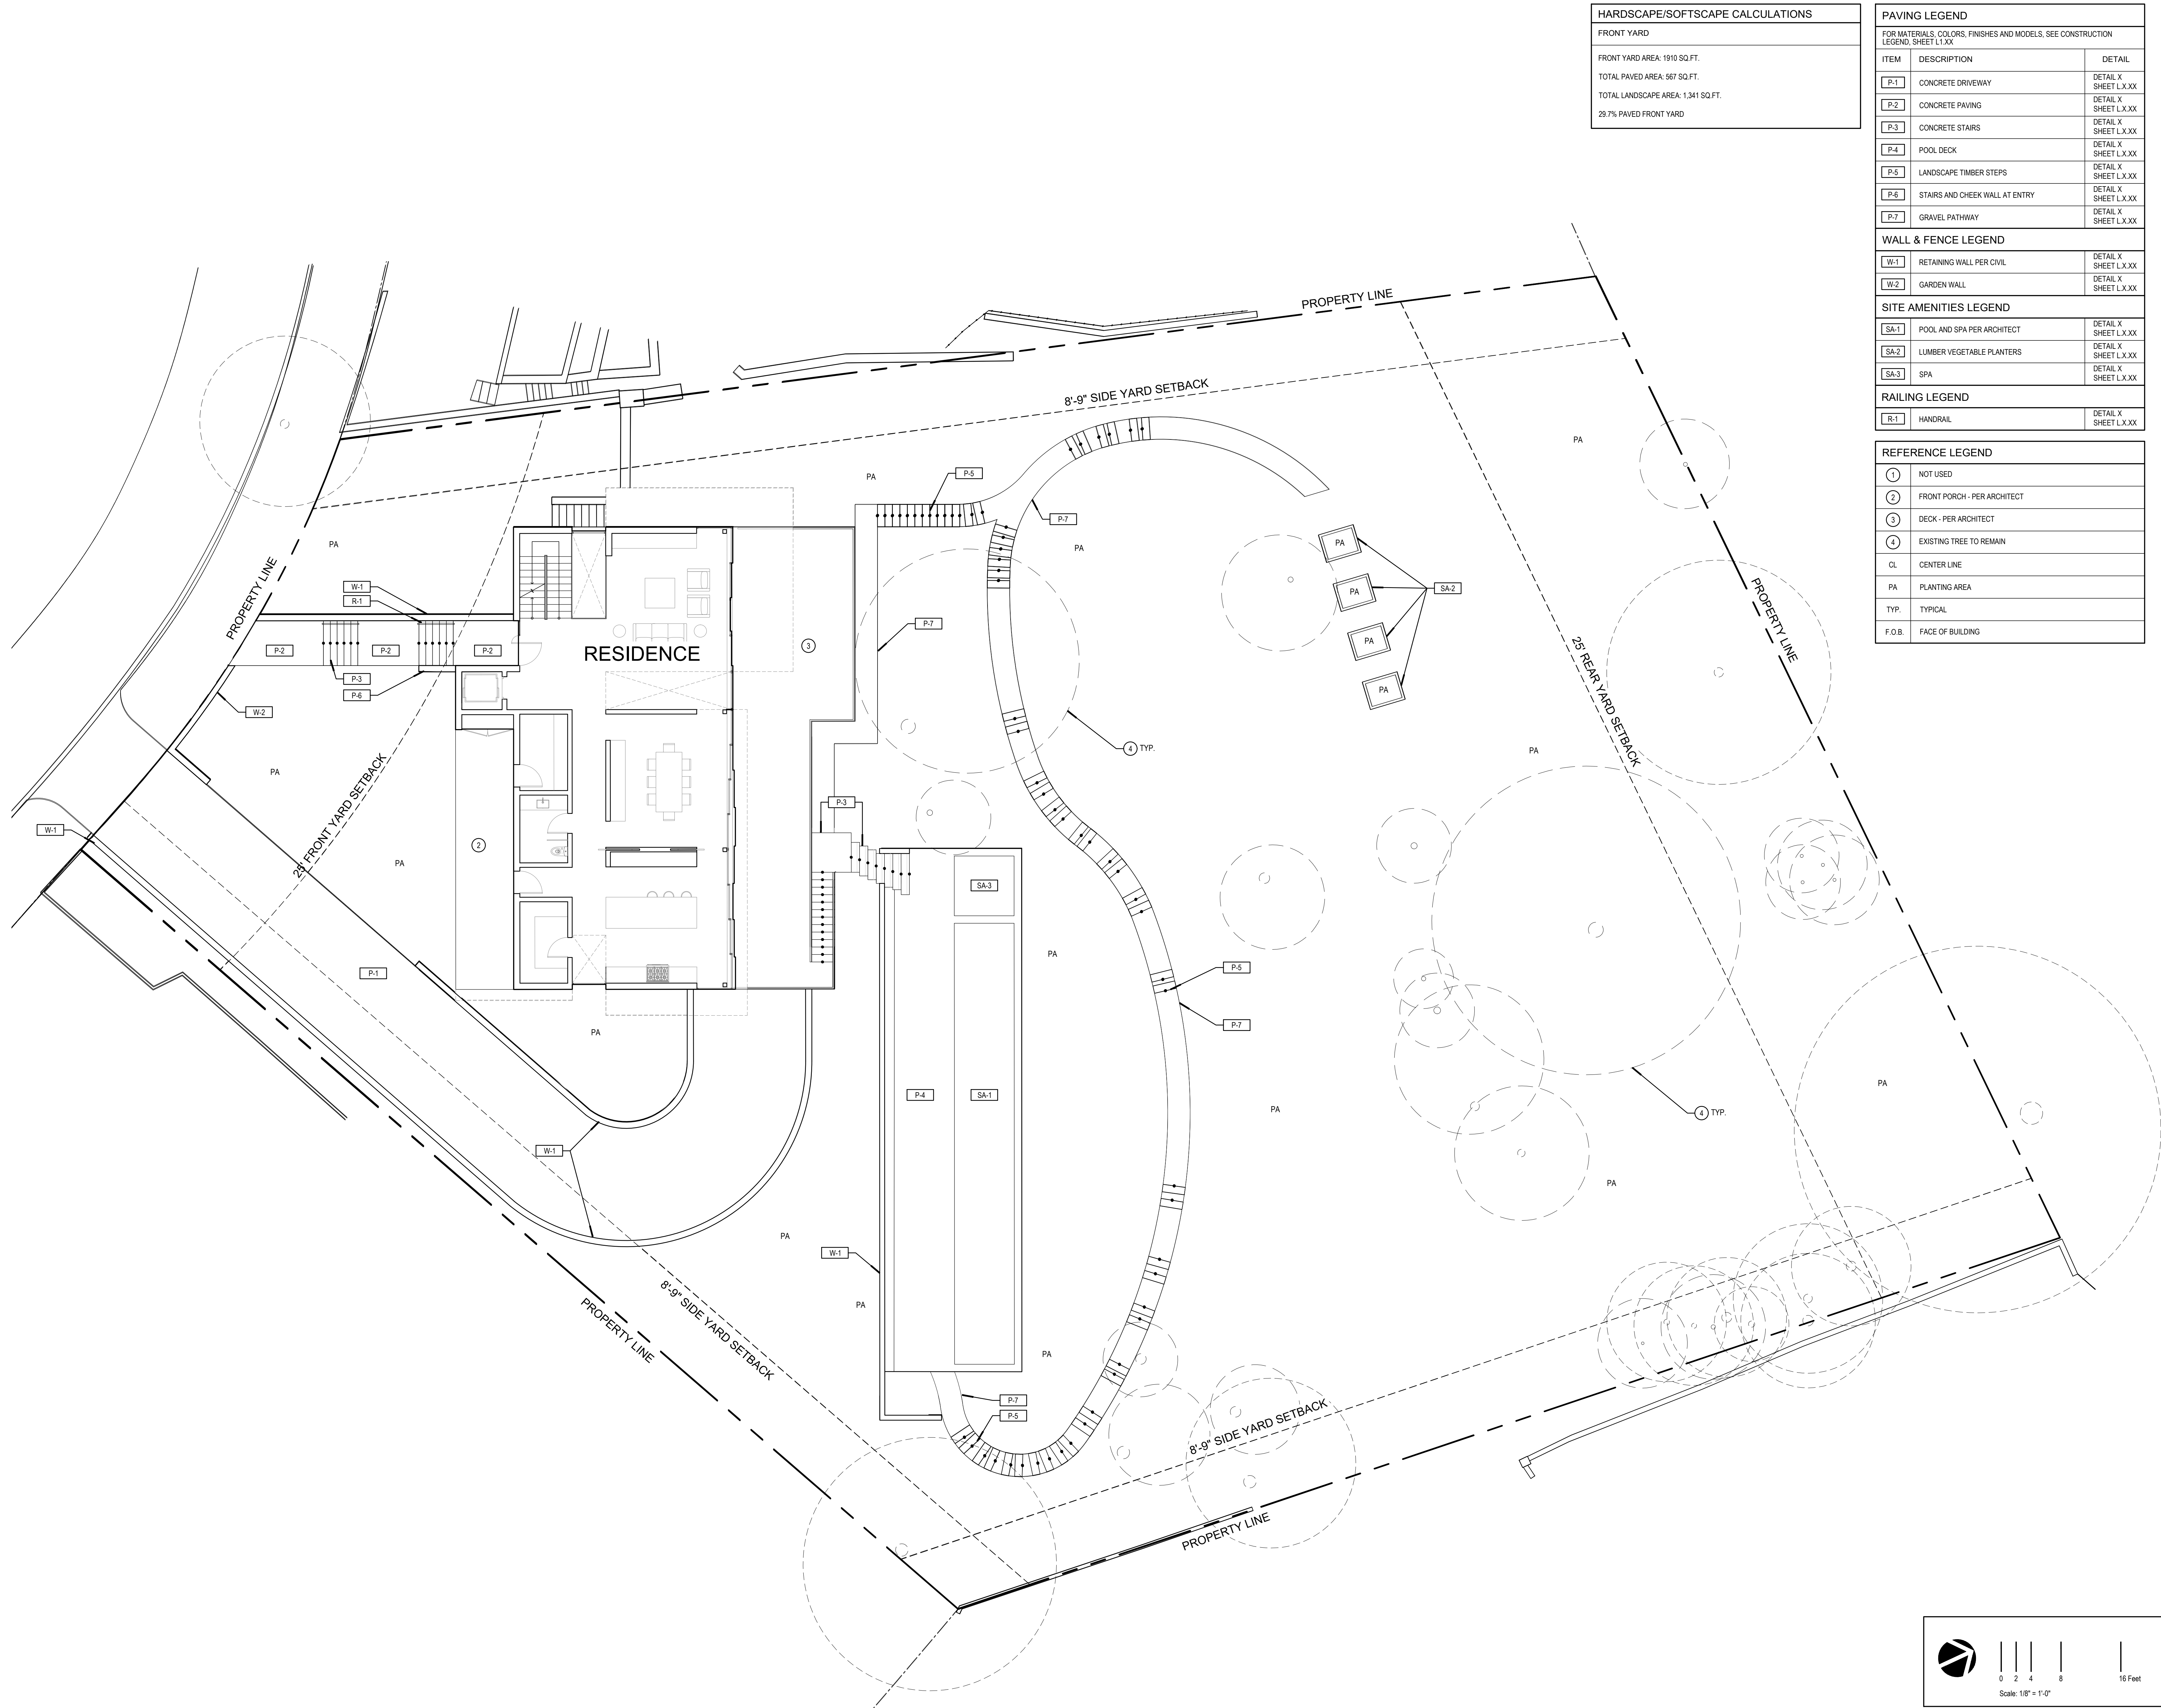 HARDSCAPE/SOFTSCAPE CALCULATIONS
FRONT YARD
FRONT YARD AREA: 1910 SQ.FT.
TOTAL PAVED AREA: 567 SQ.FT.
TOTAL LANDSCAPE AREA: 1,341 SQ.FT.
29.7% PAVED FRONT YARD
PAVING LEGEND
FOR MATERIALS, COLORS, FINISHES AND MODELS, SEE CONSTRUCTION
LEGEND, SHEET L1.XX
ITEM DESCRIPTION DETAIL
P-1 CONCRETE DRIVEWAY DETAIL X
SHEET L.X.XX
P-2 CONCRETE PAVING DETAIL X
SHEET L.X.XX
P-3 CONCRETE STAIRS DETAIL X
SHEET L.X.XX
P-4 POOL DECK DETAIL X
SHEET L.X.XX
P-5 LANDSCAPE TIMBER STEPS DETAIL X
SHEET L.X.XX
P-6 STAIRS AND CHEEK WALL AT ENTRY DETAIL X
SHEET L.X.XX
P-7 GRAVEL PATHWAY DETAIL X
SHEET L.X.XX
WALL & FENCE LEGEND
W-1 RETAINING WALL PER CIVIL DETAIL X
SHEET L.X.XX
W-2 GARDEN WALL DETAIL X
SHEET L.X.XX
SITE AMENITIES LEGEND
SA-1 POOL AND SPA PER ARCHITECT DETAIL X
SHEET L.X.XX
SA-2 LUMBER VEGETABLE PLANTERS DETAIL X
SHEET L.X.XX
SA-3 SPA DETAIL X
SHEET L.X.XX
RAILING LEGEND
R-1 HANDRAIL DETAIL X
SHEET L.X.XX
REFERENCE LEGEND
1 NOT USED
2 FRONT PORCH - PER ARCHITECT
3 DECK - PER ARCHITECT
4 EXISTING TREE TO REMAIN
CL CENTER LINE
PA PLANTING AREA
TYP. TYPICAL
F.O.B. FACE OF BUILDING
PROPERTY LINE
8'-9" SIDE YARD SETBACK
PA
PA
P-5
P-7
PA
PA
PA
W-1
R-1
PROPERTY LINE
PA
SA-2
PROPERTY LINE
P-7
PA
P-2
P-2
P-2
RESIDENCE
3
25' REAR YARD SETBACK
P-3
P-6
PA
W-2
4 TYP.
PA
PA
25' FRONT YARD SETBACK
P-3
W-1
2
PA
SA-3
PA
P-5
P-1
P-7
PA
PA
P-4
SA-1
PA
4 TYP.
W-1
PA
PA
W-1
8'-9" SIDE YARD SETBACK
PROPERTY LINE
PA
PA
P-7
P-5
8'-9" SIDE YARD SETBACK
PROPERTY LINE
0 2 4 8 16 Feet
Scale: 1/8" = 1'-0"